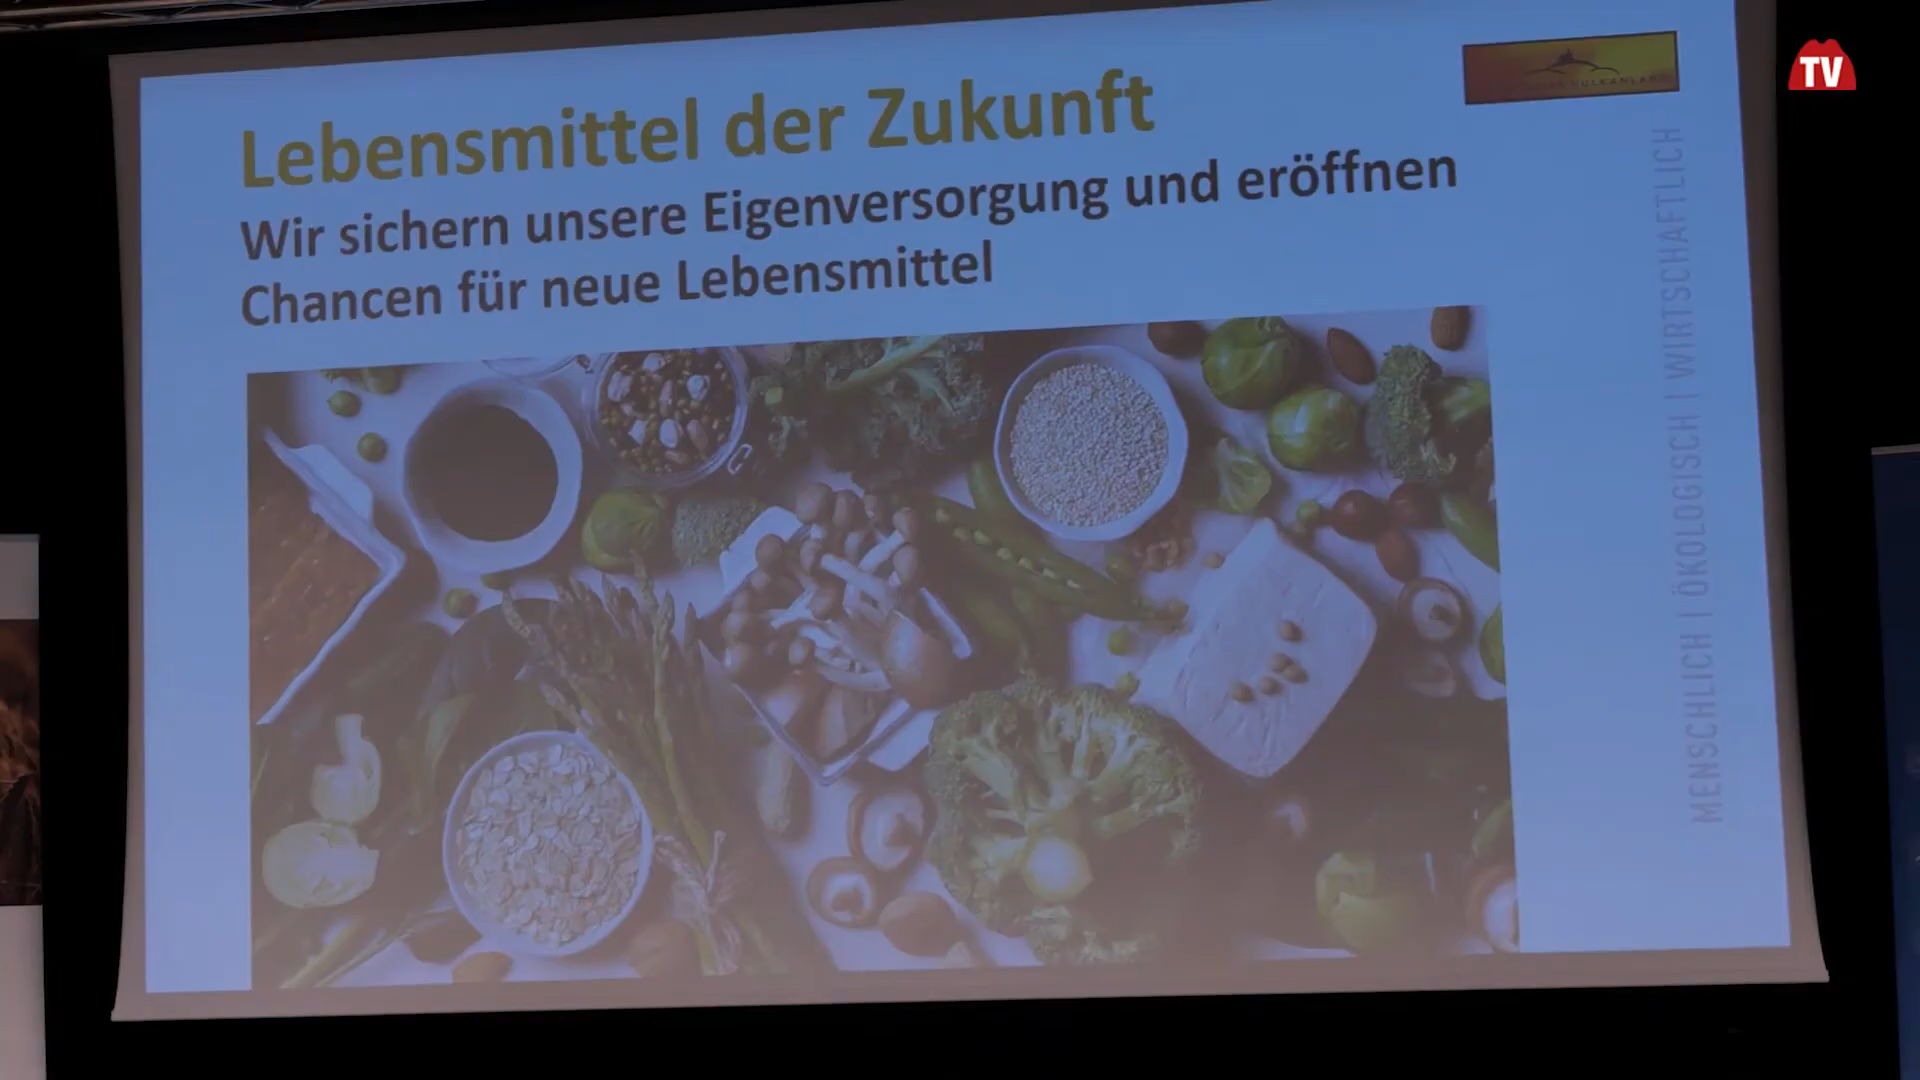 Lebensmittel der Zukunft
Wir sichern unsere Eigenversorgung und eröffnen
Chancen für neue Lebensmittel
MENSCHLICH | ÖKOLOGISCH | WIRTSCHAFTLICH
TV